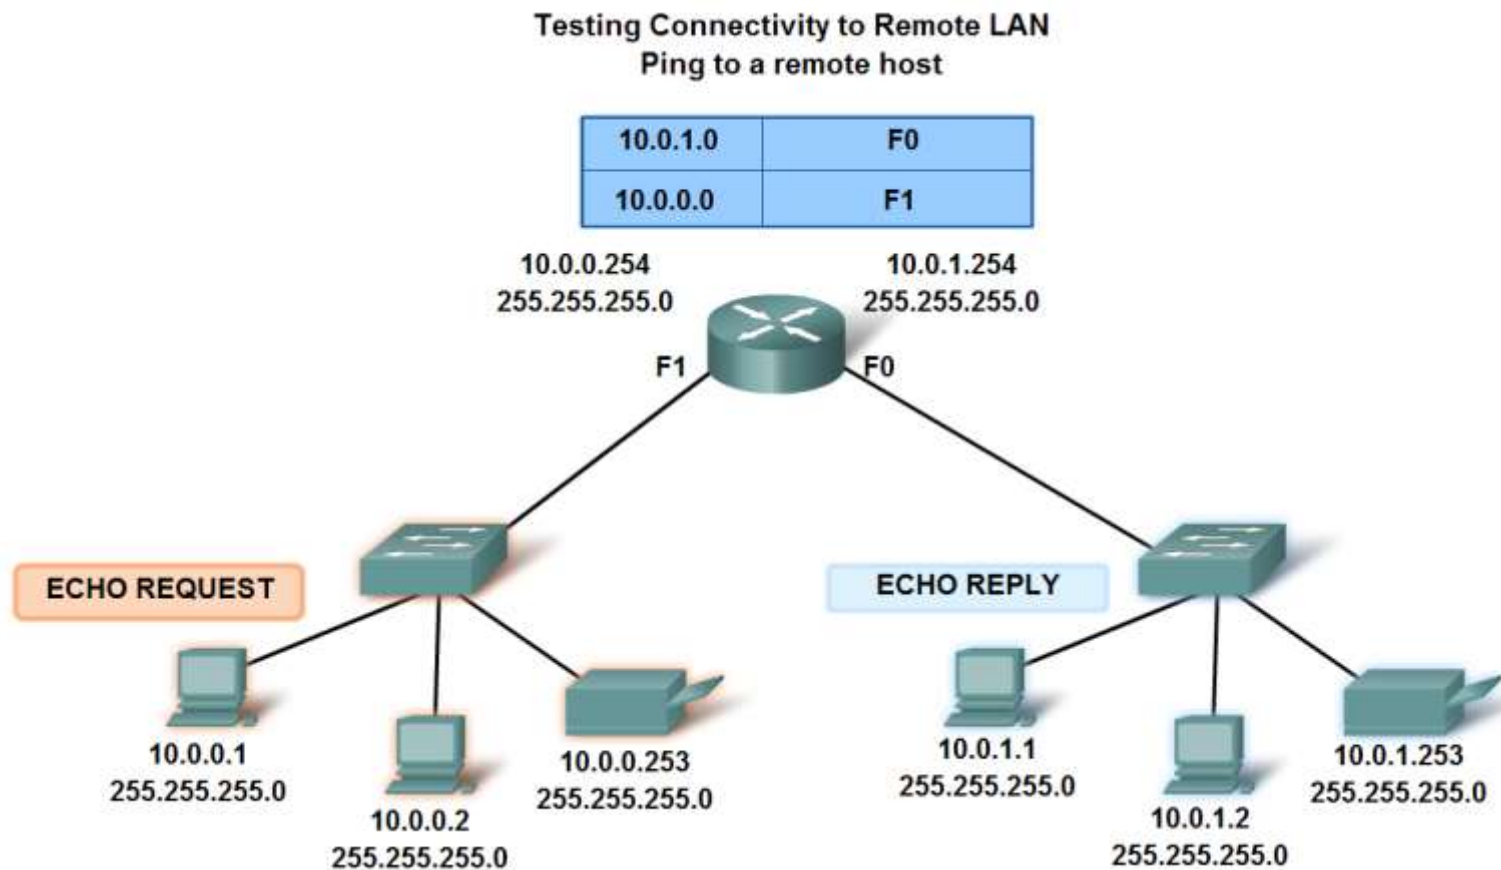 Testing Connectivity to Remote LAN
Ping to a remote host
10.0.1.0 F0
10.0.0.0 F1
10.0.0.254
255.255.255.0
10.0.1.254
255.255.255.0
F1
F0
ECHO REQUEST
ECHO REPLY
10.0.0.1
255.255.255.0
10.0.0.2
255.255.255.0
10.0.0.253
255.255.255.0
10.0.1.1
255.255.255.0
10.0.1.2
255.255.255.0
10.0.1.253
255.255.255.0